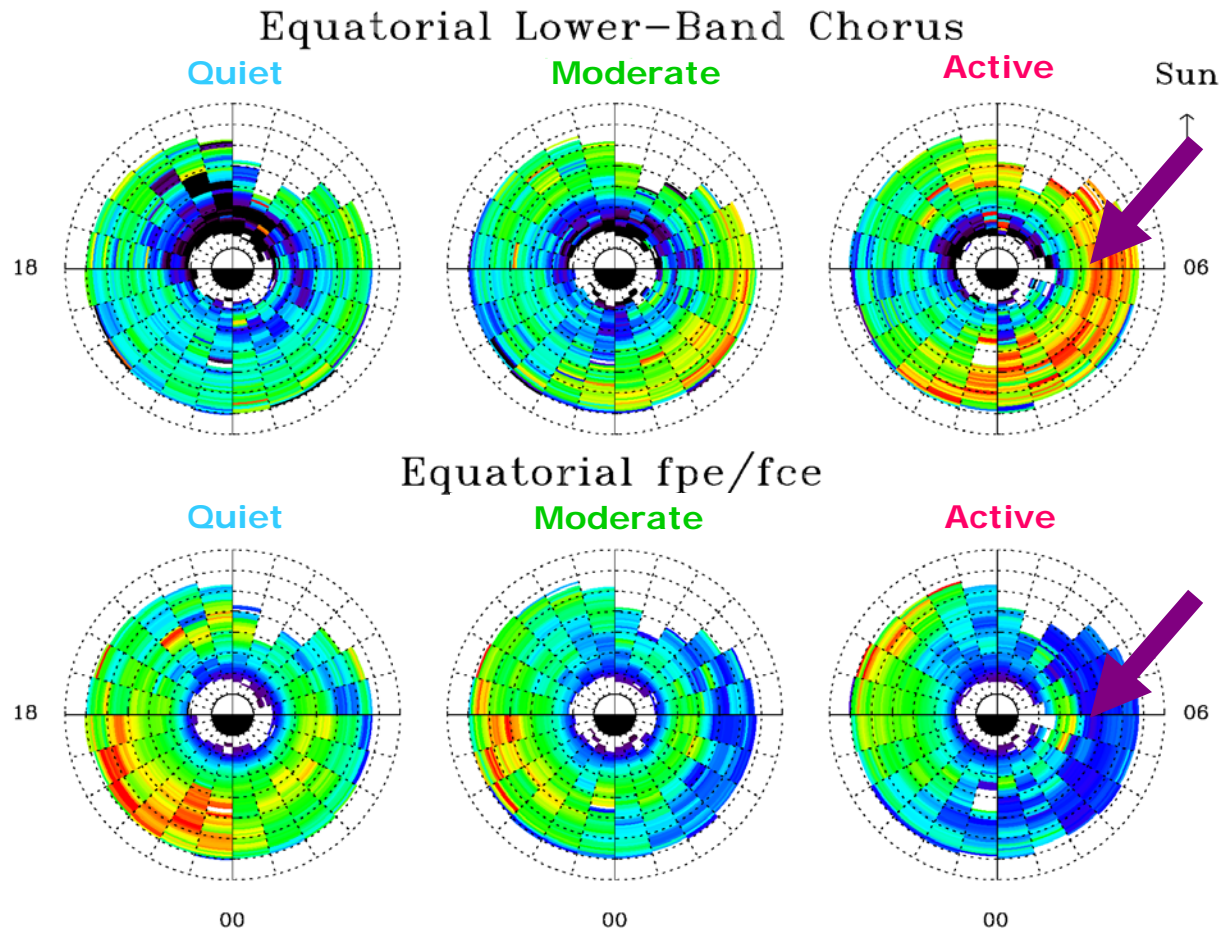 Equatorial Lower-Band Chorus
Quiet Moderate Active
Sun
18 06
Equatorial fpe/fce
Quiet Moderate Active
18 06
00 00 00